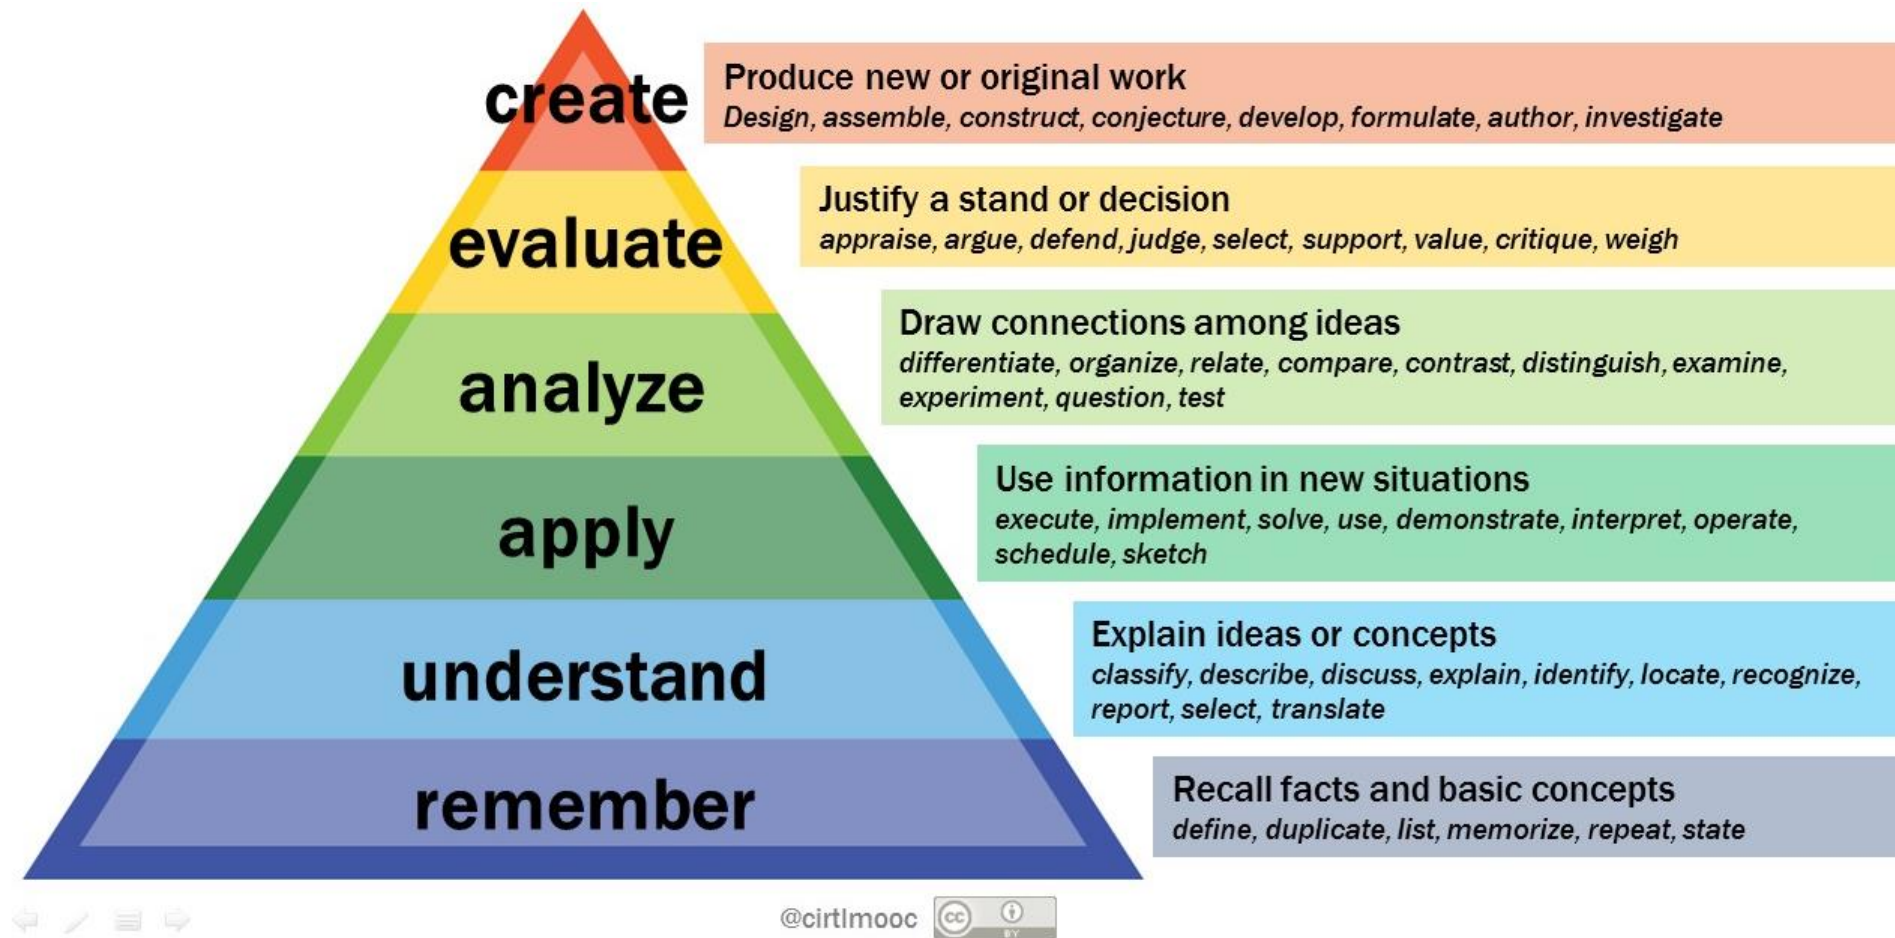 create
Produce new or original work
Design, assemble, construct, conjecture, develop, formulate, author, investigate
evaluate
Justify a stand or decision
appraise, argue, defend, judge, select, support, value, critique, weigh
analyze
Draw connections among ideas
differentiate, organize, relate, compare, contrast, distinguish, examine,
experiment, question, test
apply
Use information in new situations
execute, implement, solve, use, demonstrate, interpret, operate,
schedule, sketch
understand
Explain ideas or concepts
classify, describe, discuss, explain, identify, locate, recognize,
report, select, translate
remember
Recall facts and basic concepts
define, duplicate, list, memorize, repeat, state
@cirtlmooc
cc
BY